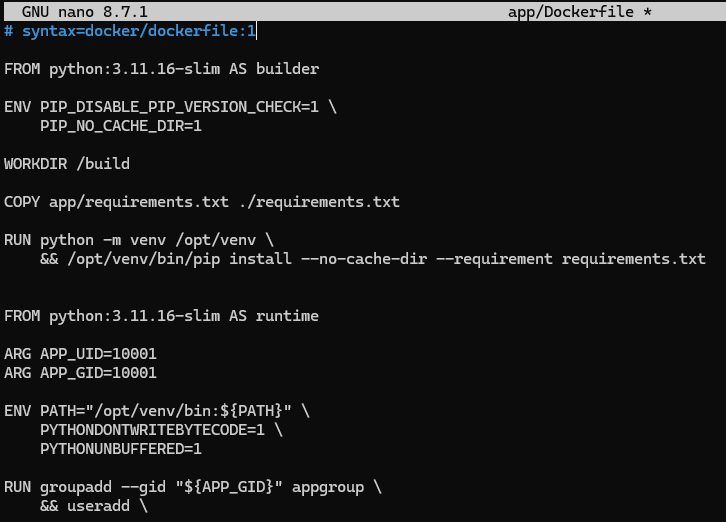 GNU nano 8.7.1 app/Dockerfile *
# syntax=docker/dockerfile:1
FROM python:3.11.16-slim AS builder
ENV PIP_DISABLE_PIP_VERSION_CHECK=1 \
    PIP_NO_CACHE_DIR=1
WORKDIR /build
COPY app/requirements.txt ./requirements.txt
RUN python -m venv /opt/venv \
    && /opt/venv/bin/pip install --no-cache-dir --requirement requirements.txt
FROM python:3.11.16-slim AS runtime
ARG APP_UID=10001
ARG APP_GID=10001
ENV PATH="/opt/venv/bin:${PATH}" \
    PYTHONDONTWRITEBYTECODE=1 \
    PYTHONUNBUFFERED=1
RUN groupadd --gid "${APP_GID}" appgroup \
    && useradd \